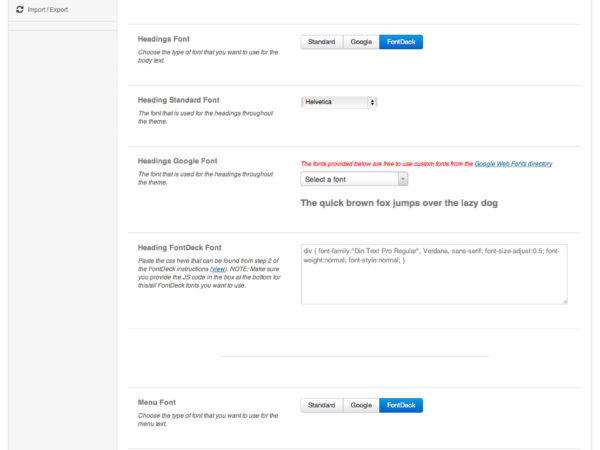 Import / Export
Headings Font
Standard Google FontDeck
Choose the type of font that you want to use for the
body text.
Heading Standard Font
Helvetica
The font that is used for the headings throughout
the theme.
Headings Google Font
The fonts provided below are free to use custom fonts from the Google Web Fonts directory
The font that is used for the headings throughout
the theme.
Select a font
The quick brown fox jumps over the lazy dog
Heading FontDeck Font
Paste the css here that can be found from step 2 of
the FontDeck instructions (view). NOTE: Make sure
you provide the JS code in the box at the bottom for
this/all FontDeck fonts you want to use.
div { font-family:"Din Text Pro Regular", Verdana, sans-serif; font-size-adjust:0.5; font-
weight:normal; font-style:normal; }
Menu Font
Standard Google FontDeck
Choose the type of font that you want to use for the
menu text.